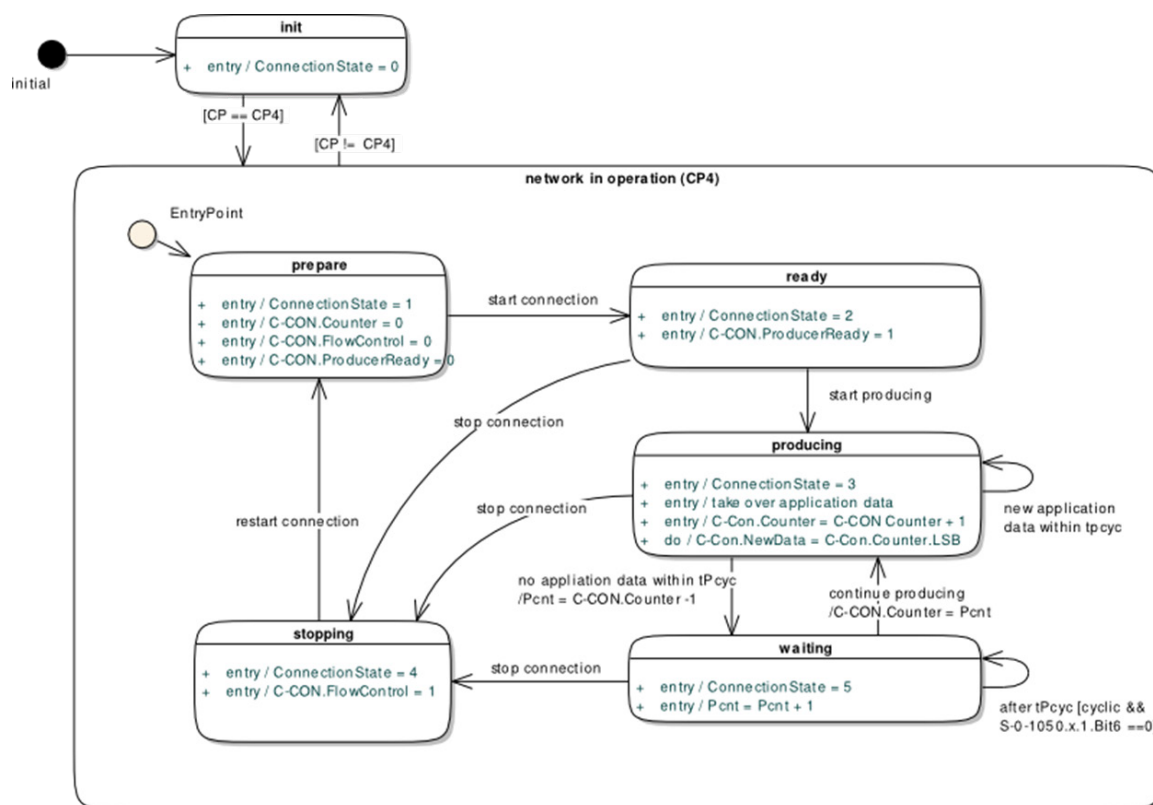 init
+ entry / ConnectionState = 0
initial
[CP == CP4]
[CP != CP4]
network in operation (CP4)
EntryPoint
prepare
+ entry / ConnectionState = 1
+ entry / C-CON.Counter = 0
+ entry / C-CON.FlowControl = 0
+ entry / C-CON.ProducerReady = 0
start connection
ready
+ entry / ConnectionState = 2
+ entry / C-CON.ProducerReady = 1
stop connection
start producing
producing
+ entry / ConnectionState = 3
+ entry / take over application data
+ entry / C-Con.Counter = C-CON Counter + 1
+ do / C-Con.NewData = C-Con.Counter.LSB
new application
data within tpcyc
stop connection
restart connection
no appliation data within tPcyc
/Pcnt = C-CON.Counter -1
continue producing
/C-CON.Counter = Pcnt
stopping
+ entry / ConnectionState = 4
+ entry / C-CON.FlowControl = 1
stop connection
waiting
+ entry / ConnectionState = 5
+ entry / Pcnt = Pcnt + 1
after tPcyc [cyclic &&
S-0-1050.x.1.Bit6 ==0